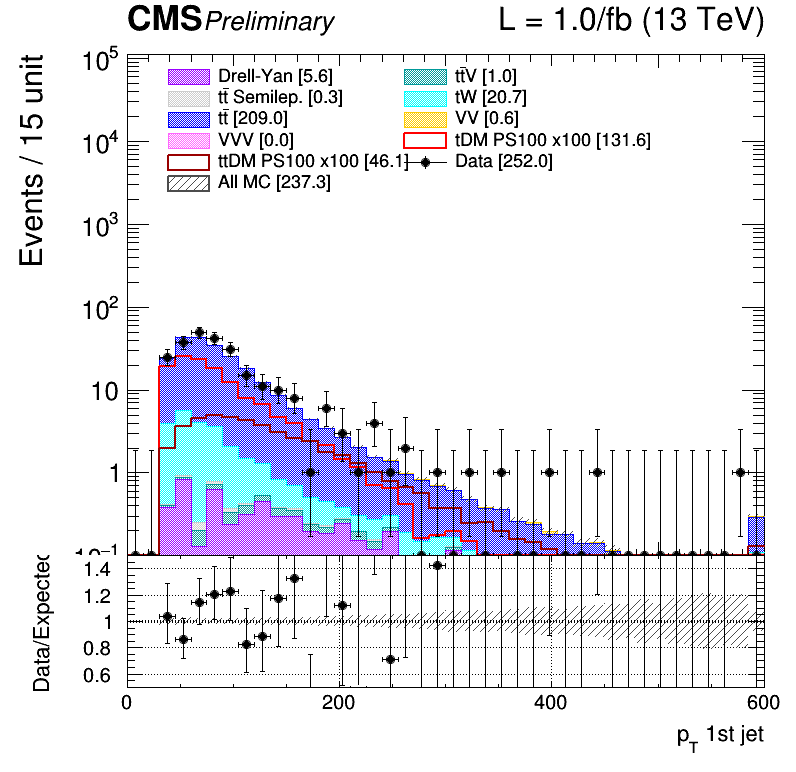 CMS Preliminary L = 1.0/fb (13 TeV)
Events / 15 unit
10⁵
10⁴
10³
10²
10
1
10⁻¹
Drell-Yan [5.6]
tt̄V [1.0]
tt̄ Semilep. [0.3]
tW [20.7]
tt̄ [209.0]
VV [0.6]
VVV [0.0]
tDM PS100 x100 [131.6]
ttDM PS100 x100 [46.1]
Data [252.0]
All MC [237.3]
Data/Expected
1.4
1.2
1
0.8
0.6
0 200 400 600
p_T 1st jet